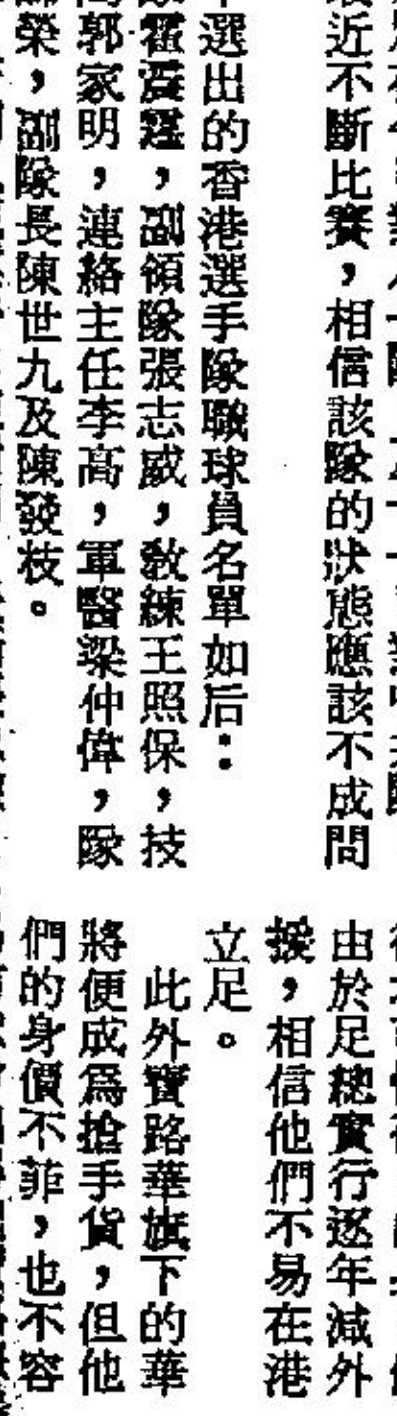 最近不斷比賽，相信該隊的狀態應該不成問
選出的香港選手隊職球員名單如后：
霍震霆，副領隊張志威，教練王照保，技
郭家明，連絡主任李高，軍醫梁仲偉，隊
榮，副隊長陳世九及陳發枝。
由於足總實行逐年減外
援，相信他們不易在港
立足。
此外寶路華旗下的華
將便成爲搶手貨，但他
們的身價不菲，也不容